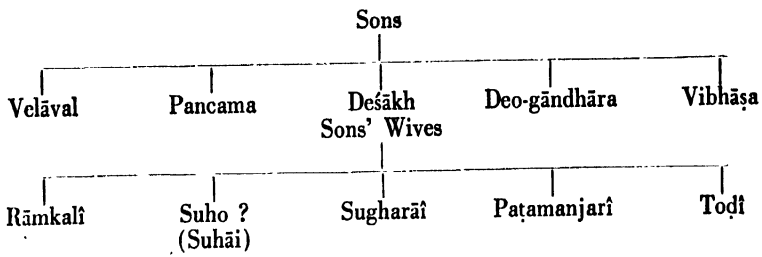 Sons
Velāval Pancama Deśākh Deo-gāndhāra Vibhāṣa
Sons' Wives
Rāmkalî Suho ? Sugharāî Paṭamanjarî Toḍî
(Suhāi)